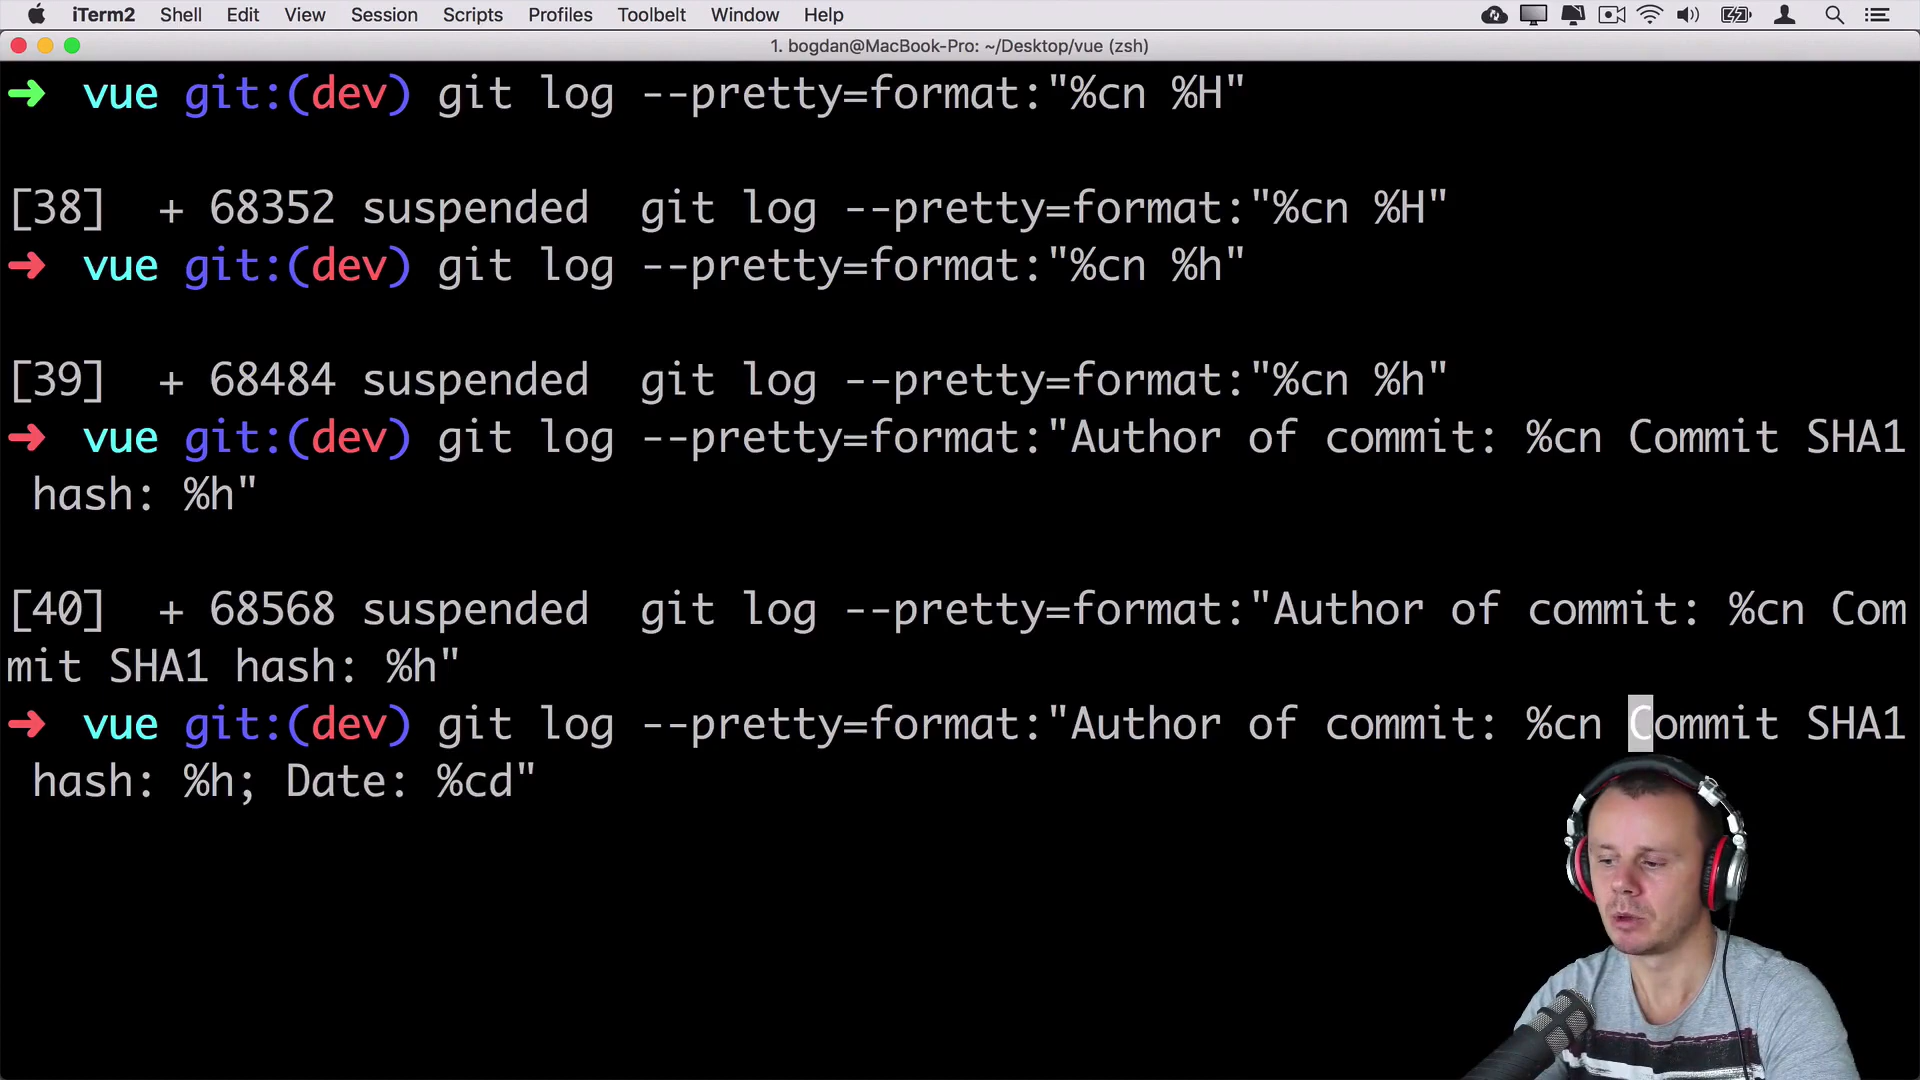 iTerm2 Shell Edit View Session Scripts Profiles Toolbelt Window Help
1. bogdan@MacBook-Pro: ~/Desktop/vue (zsh)
➜ vue git:(dev) git log --pretty=format:"%cn %H"
[38] + 68352 suspended git log --pretty=format:"%cn %H"
➜ vue git:(dev) git log --pretty=format:"%cn %h"
[39] + 68484 suspended git log --pretty=format:"%cn %h"
➜ vue git:(dev) git log --pretty=format:"Author of commit: %cn Commit SHA1
hash: %h"
[40] + 68568 suspended git log --pretty=format:"Author of commit: %cn Com
mit SHA1 hash: %h"
➜ vue git:(dev) git log --pretty=format:"Author of commit: %cn Commit SHA1
hash: %h; Date: %cd"